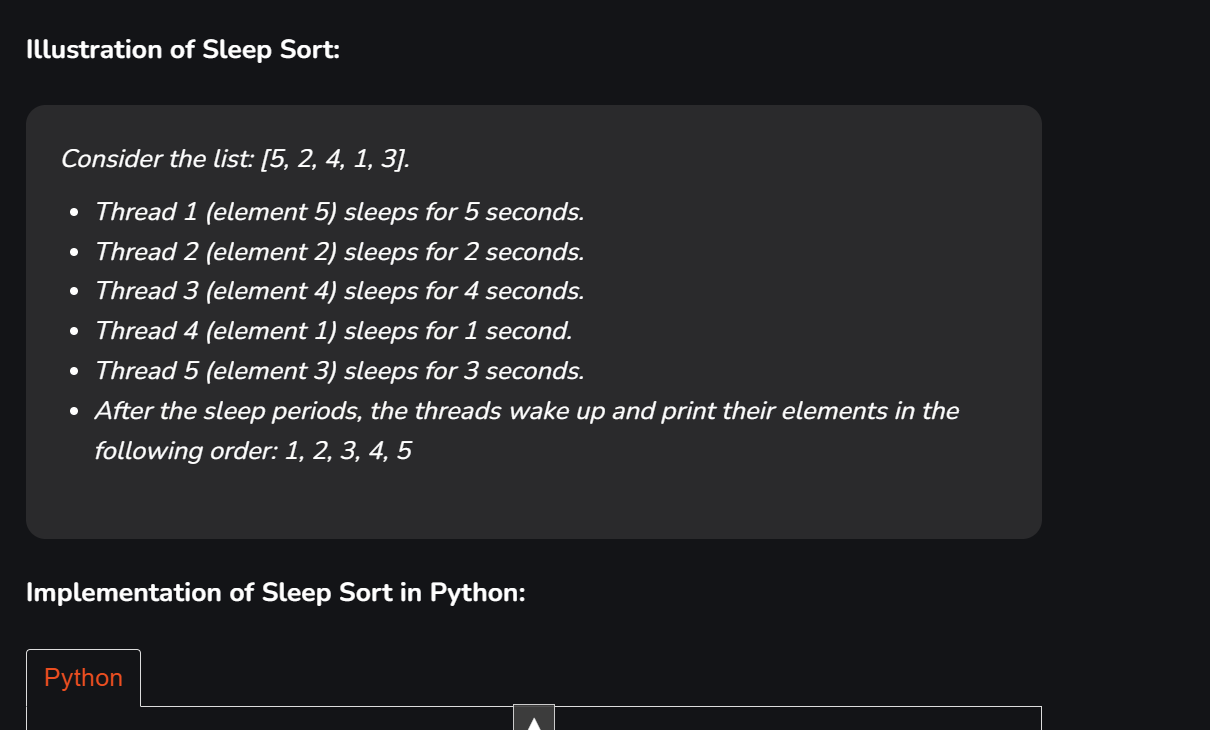 Illustration of Sleep Sort:
Consider the list: [5, 2, 4, 1, 3].
• Thread 1 (element 5) sleeps for 5 seconds.
• Thread 2 (element 2) sleeps for 2 seconds.
• Thread 3 (element 4) sleeps for 4 seconds.
• Thread 4 (element 1) sleeps for 1 second.
• Thread 5 (element 3) sleeps for 3 seconds.
• After the sleep periods, the threads wake up and print their elements in the
following order: 1, 2, 3, 4, 5
Implementation of Sleep Sort in Python:
Python